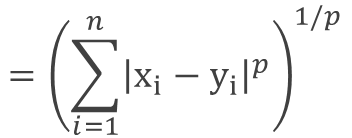 = (∑_{i=1}^{n} |x_i − y_i|^p)^{1/p}